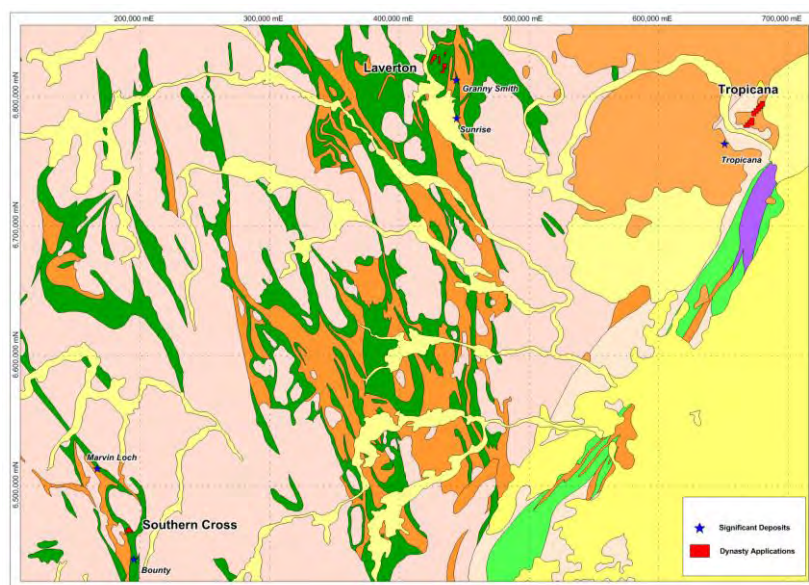 200,000 mE
300,000 mE
400,000 mE
500,000 mE
600,000 mE
700,000 mE
6,800,000 mN
6,700,000 mN
6,600,000 mN
6,500,000 mN
Laverton
Granny Smith
Sunrise
Tropicana
Tropicana
Marvin Loch
Southern Cross
Bounty
Significant Deposits
Dynasty Applications